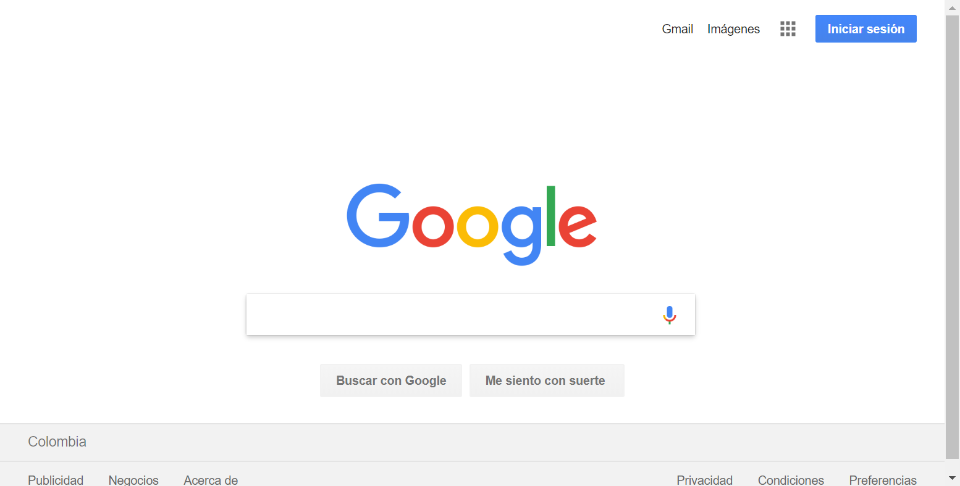 Gmail Imágenes Iniciar sesión
Google
Buscar con Google Me siento con suerte
Colombia
Publicidad Negocios Acerca de Privacidad Condiciones Preferencias